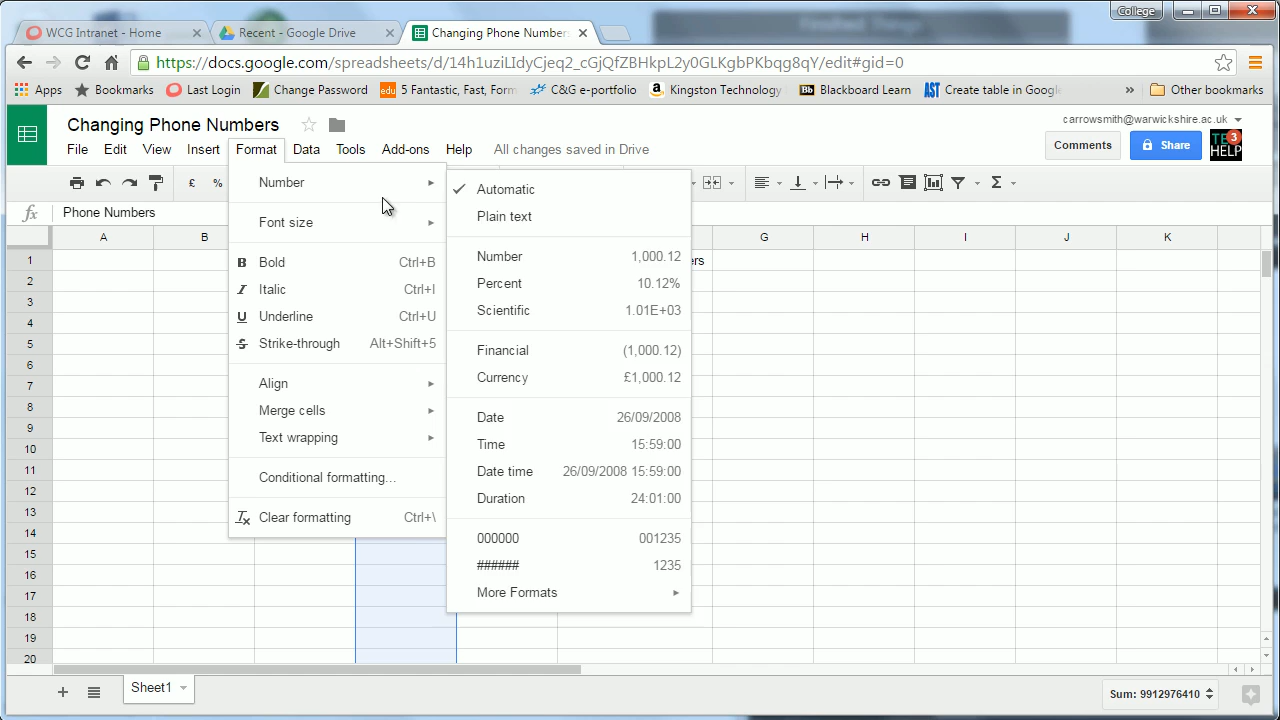 College
WCG Intranet - Home
Recent - Google Drive
Changing Phone Numbers
https://docs.google.com/spreadsheets/d/14h1uziLIdyCjeq2_cGjQfZBHkpL2y0GLKgbPKbqg8qY/edit#gid=0
Apps Bookmarks Last Login Change Password edu 5 Fantastic, Fast, Form C&G e-portfolio a Kingston Technology Bb Blackboard Learn AST Create table in Google » Other bookmarks
Changing Phone Numbers
carrowsmith@warwickshire.ac.uk
File Edit View Insert Format Data Tools Add-ons Help All changes saved in Drive
Comments Share HELP 3
£ %
fx Phone Numbers
A B G H I J K
Number
Font size
B Bold Ctrl+B
I Italic Ctrl+I
U Underline Ctrl+U
S Strike-through Alt+Shift+5
Align
Merge cells
Text wrapping
Conditional formatting...
Clear formatting Ctrl+\
Automatic
Plain text
Number 1,000.12
Percent 10.12%
Scientific 1.01E+03
Financial (1,000.12)
Currency £1,000.12
Date 26/09/2008
Time 15:59:00
Date time 26/09/2008 15:59:00
Duration 24:01:00
000000 001235
###### 1235
More Formats
ers
1
2
3
4
5
6
7
8
9
10
11
12
13
14
15
16
17
18
19
20
Sheet1
Sum: 9912976410